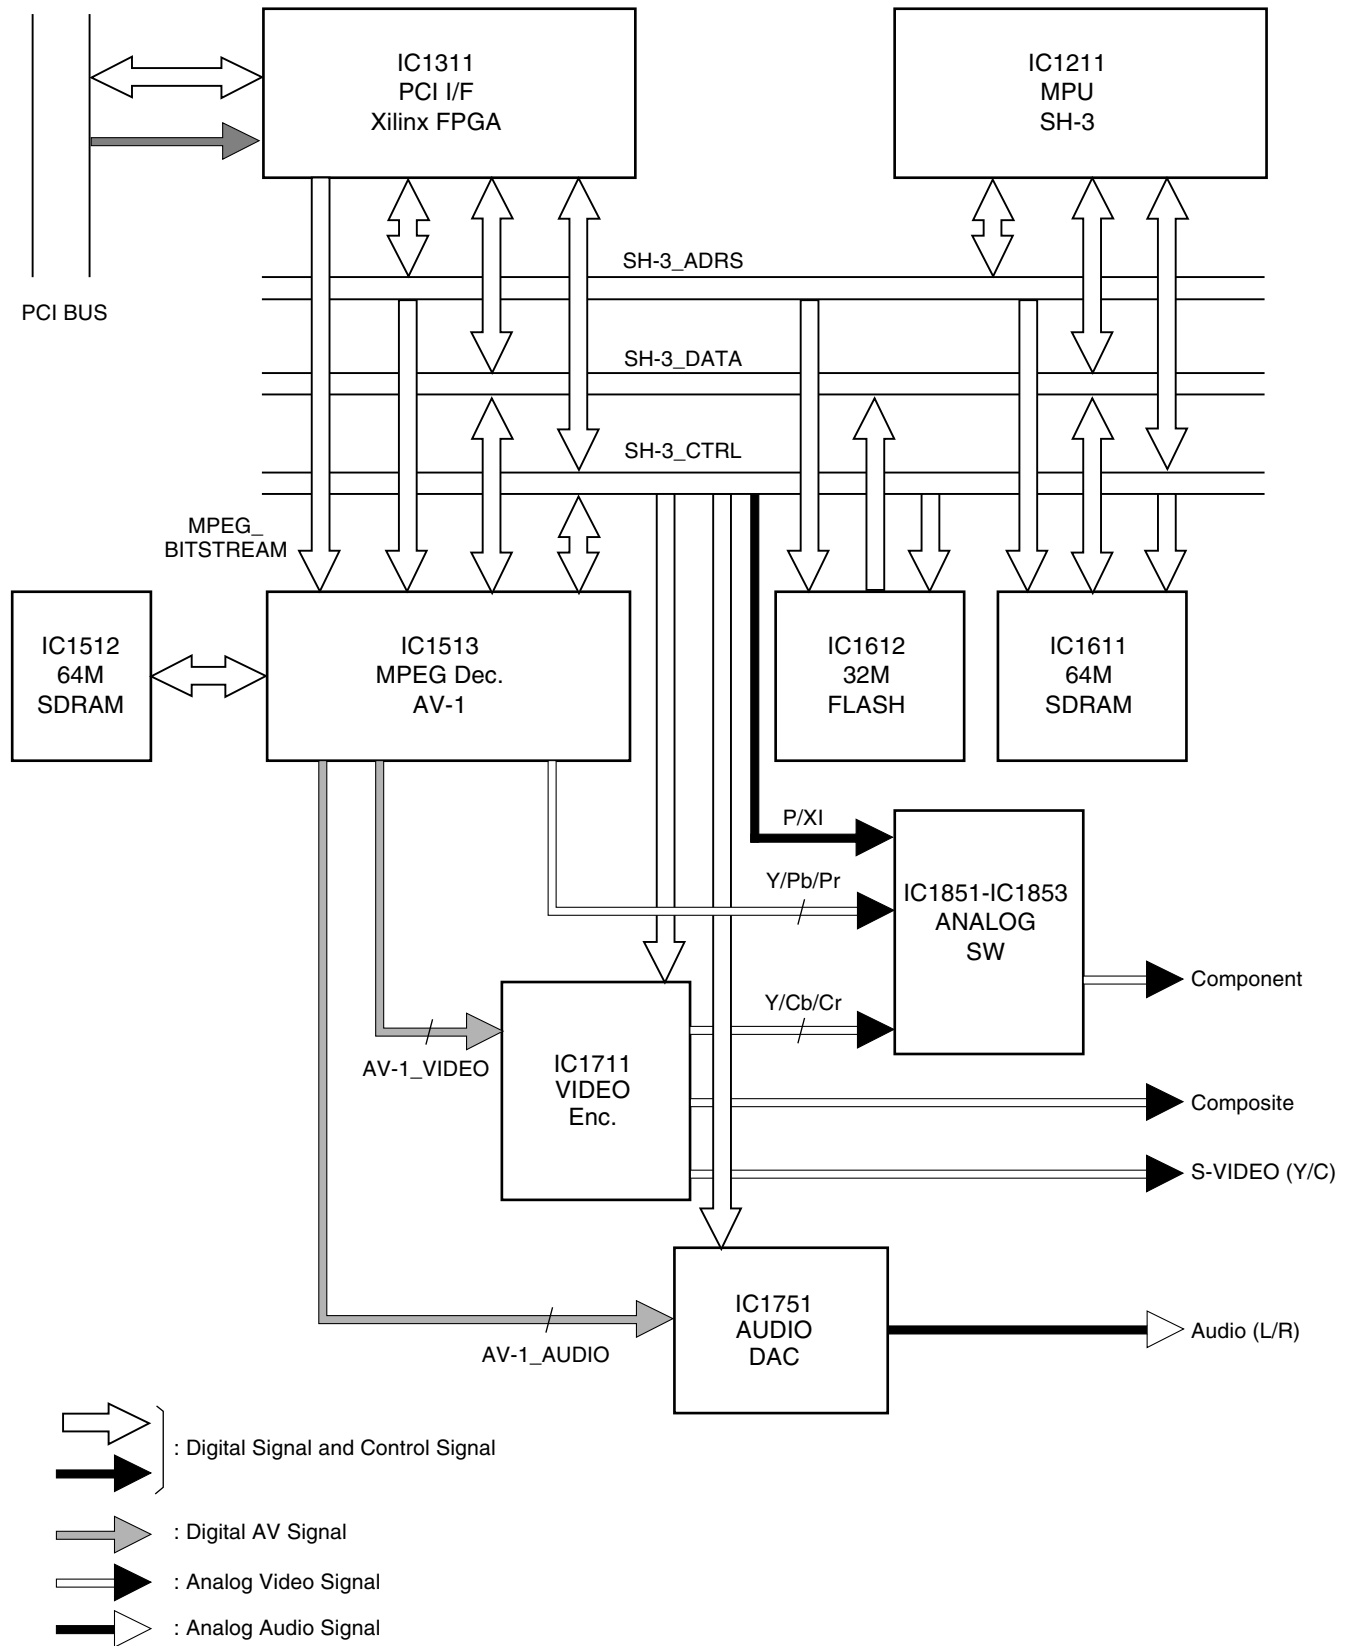 IC1311
PCI I/F
Xilinx FPGA
IC1211
MPU
SH-3
SH-3_ADRS
PCI BUS
SH-3_DATA
SH-3_CTRL
MPEG_
BITSTREAM
IC1512
64M
SDRAM
IC1513
MPEG Dec.
AV-1
IC1612
32M
FLASH
IC1611
64M
SDRAM
P/XI
Y/Pb/Pr
IC1851-IC1853
ANALOG
SW
Component
Y/Cb/Cr
AV-1_VIDEO
IC1711
VIDEO
Enc.
Composite
S-VIDEO (Y/C)
IC1751
AUDIO
DAC
Audio (L/R)
AV-1_AUDIO
: Digital Signal and Control Signal
: Digital AV Signal
: Analog Video Signal
: Analog Audio Signal